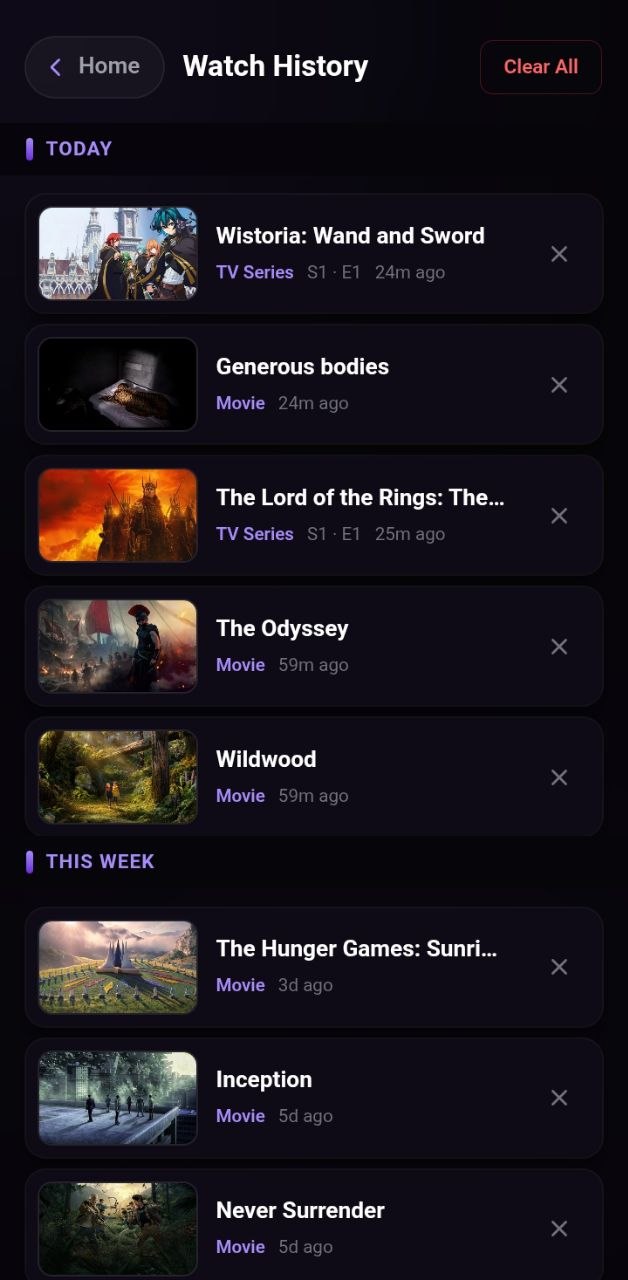 Home
Watch History
Clear All
TODAY
Wistoria: Wand and Sword
TV Series S1 · E1 24m ago
Generous bodies
Movie 24m ago
The Lord of the Rings: The...
TV Series S1 · E1 25m ago
The Odyssey
Movie 59m ago
Wildwood
Movie 59m ago
THIS WEEK
The Hunger Games: Sunri...
Movie 3d ago
Inception
Movie 5d ago
Never Surrender
Movie 5d ago